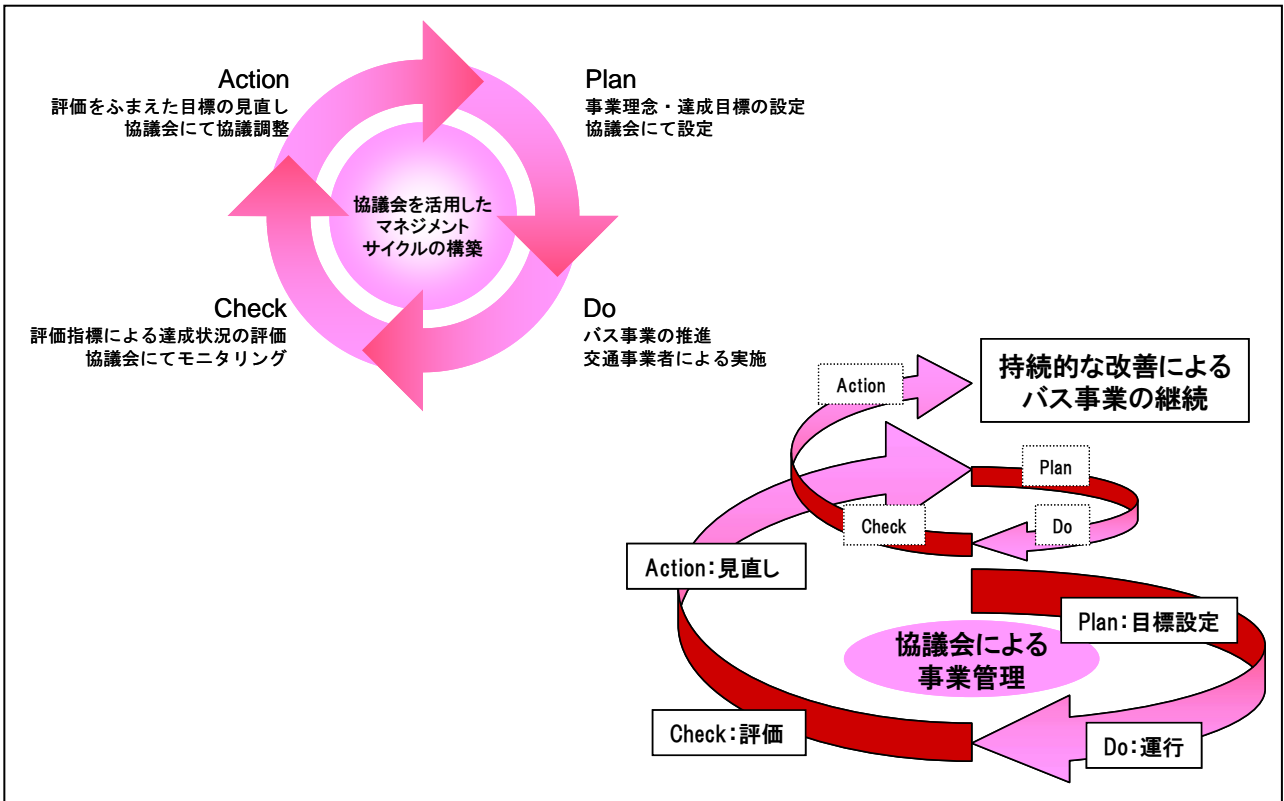 Action
評価をふまえた目標の見直し
協議会にて協議調整
Plan
事業理念・達成目標の設定
協議会にて設定
協議会を活用した
マネジメント
サイクルの構築
Check
評価指標による達成状況の評価
協議会にてモニタリング
Do
バス事業の推進
交通事業者による実施
持続的な改善による
バス事業の継続
Action
Plan
Check
Do
Action：見直し
Plan：目標設定
協議会による
事業管理
Check：評価
Do：運行